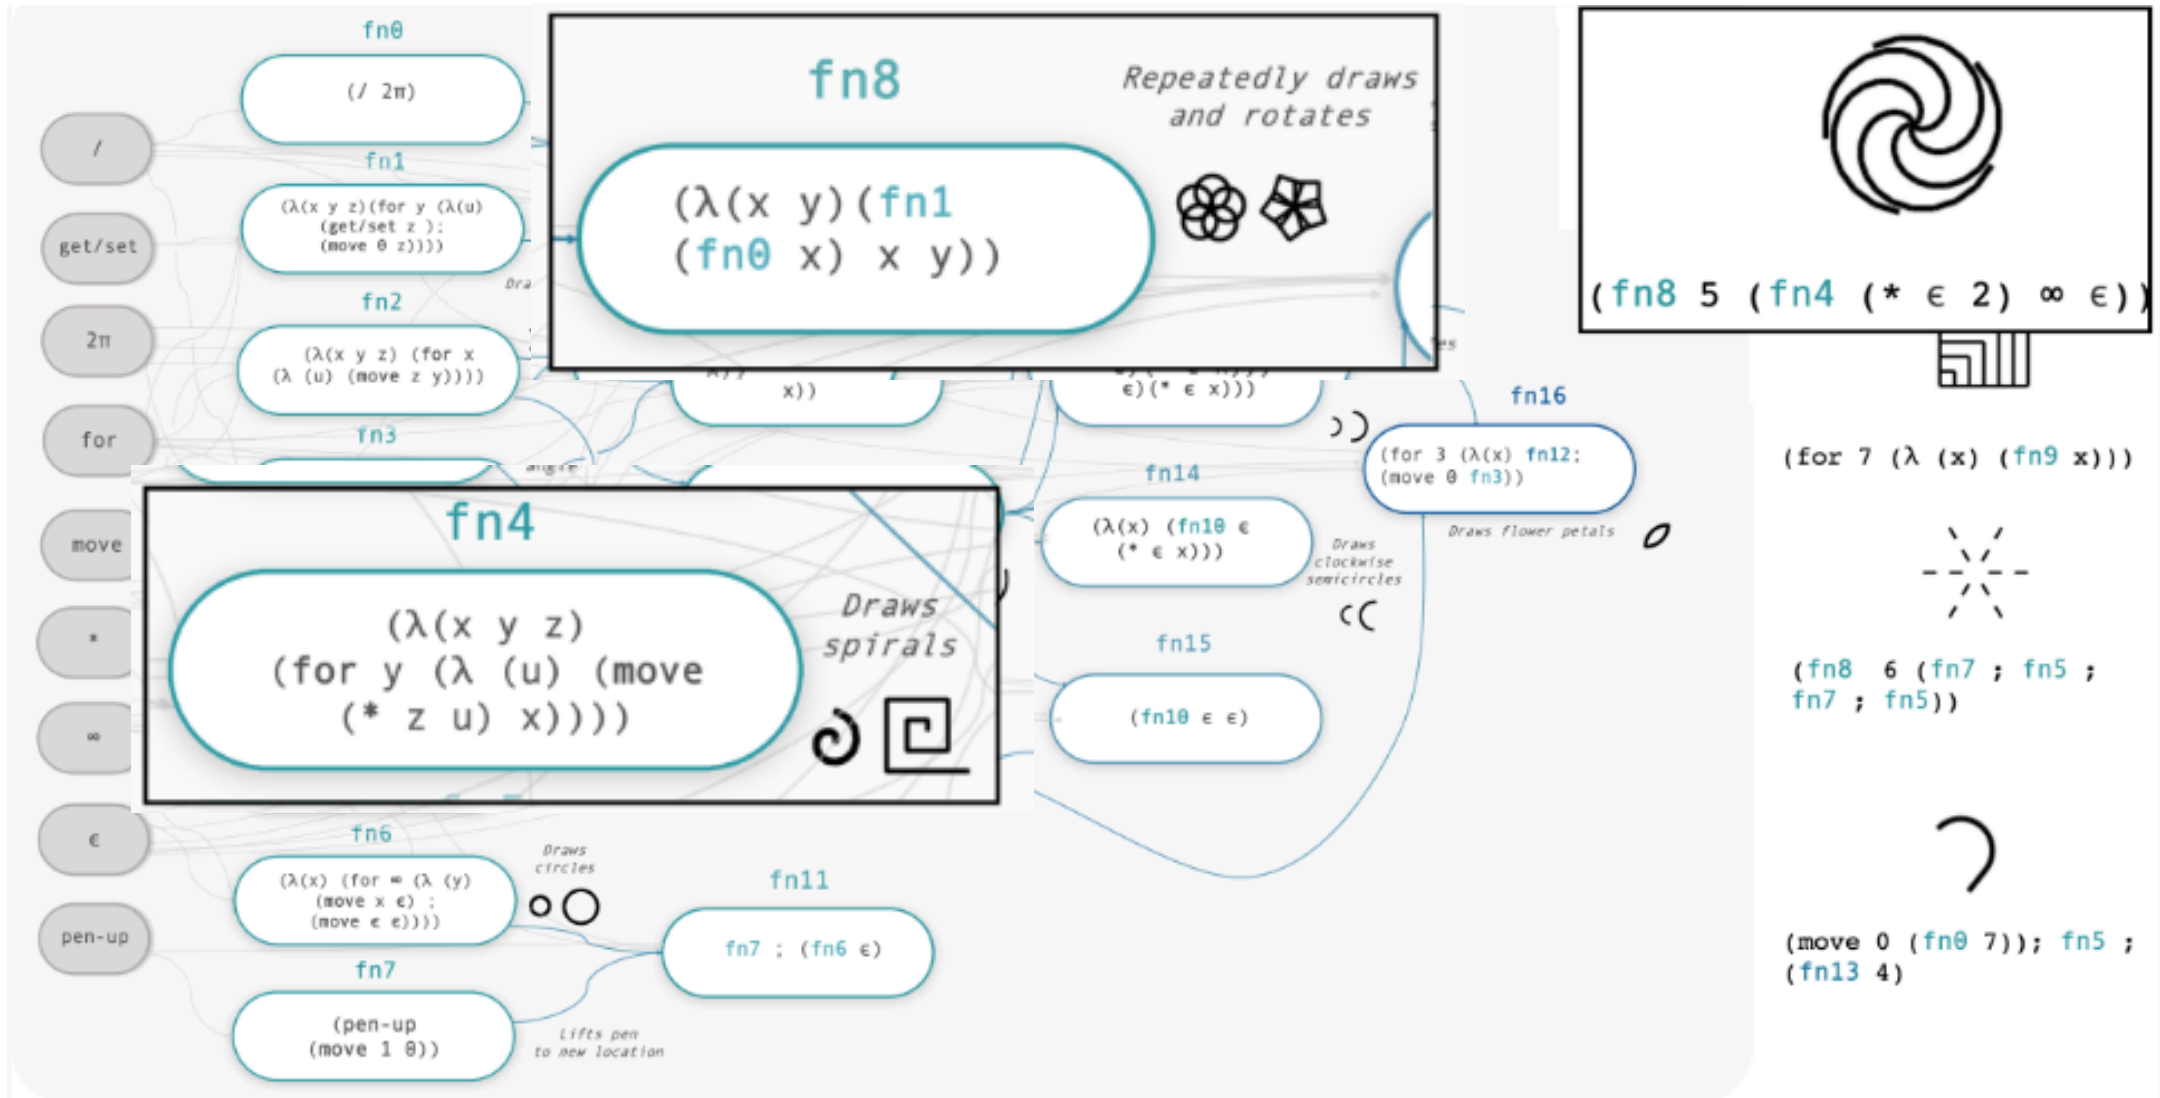 /
get/set
2π
for
move
*
∞
ϵ
pen-up
fn0
(/ 2π)
fn1
(λ(x y z)(for y (λ(u)
(get/set z );
(move 0 z))))
fn2
(λ(x y z) (for x
(λ (u) (move z y))))
fn3
angle
fn4
(λ(x y z)
(for y (λ (u) (move
(* z u) x))))
Draws
spirals
fn6
(λ(x) (for ∞ (λ (y)
(move x ϵ) ;
(move ϵ ϵ))))
Draws
circles
fn7
(pen-up
(move 1 0))
Lifts pen
to new location
fn8
(λ(x y)(fn1
(fn0 x) x y))
Repeatedly draws
and rotates
x))
fn11
fn7 ; (fn6 ϵ)
ϵ)(* ϵ x)))
fn14
(λ(x) (fn10 ϵ
(* ϵ x)))
Draws
clockwise
semicircles
fn15
(fn10 ϵ ϵ)
fn16
(for 3 (λ(x) fn12;
(move 0 fn3))
Draws flower petals
(fn8 5 (fn4 (* ϵ 2) ∞ ϵ))
(for 7 (λ (x) (fn9 x)))
(fn8 6 (fn7 ; fn5 ;
fn7 ; fn5))
(move 0 (fn0 7)); fn5 ;
(fn13 4)